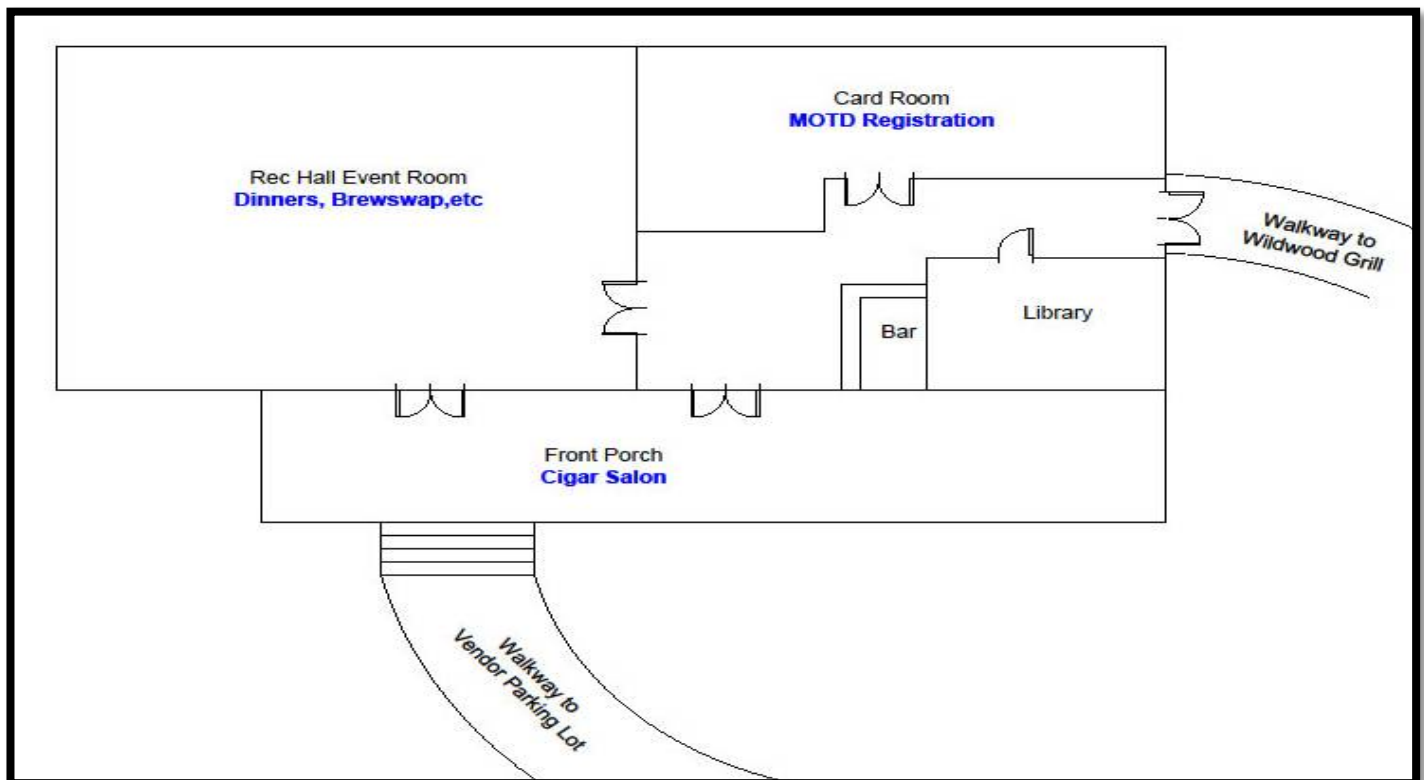 Card Room
MOTD Registration
Rec Hall Event Room
Dinners, Brewswap,etc
Walkway to
Wildwood Grill
Library
Bar
Front Porch
Cigar Salon
Walkway to
Vendor Parking Lot